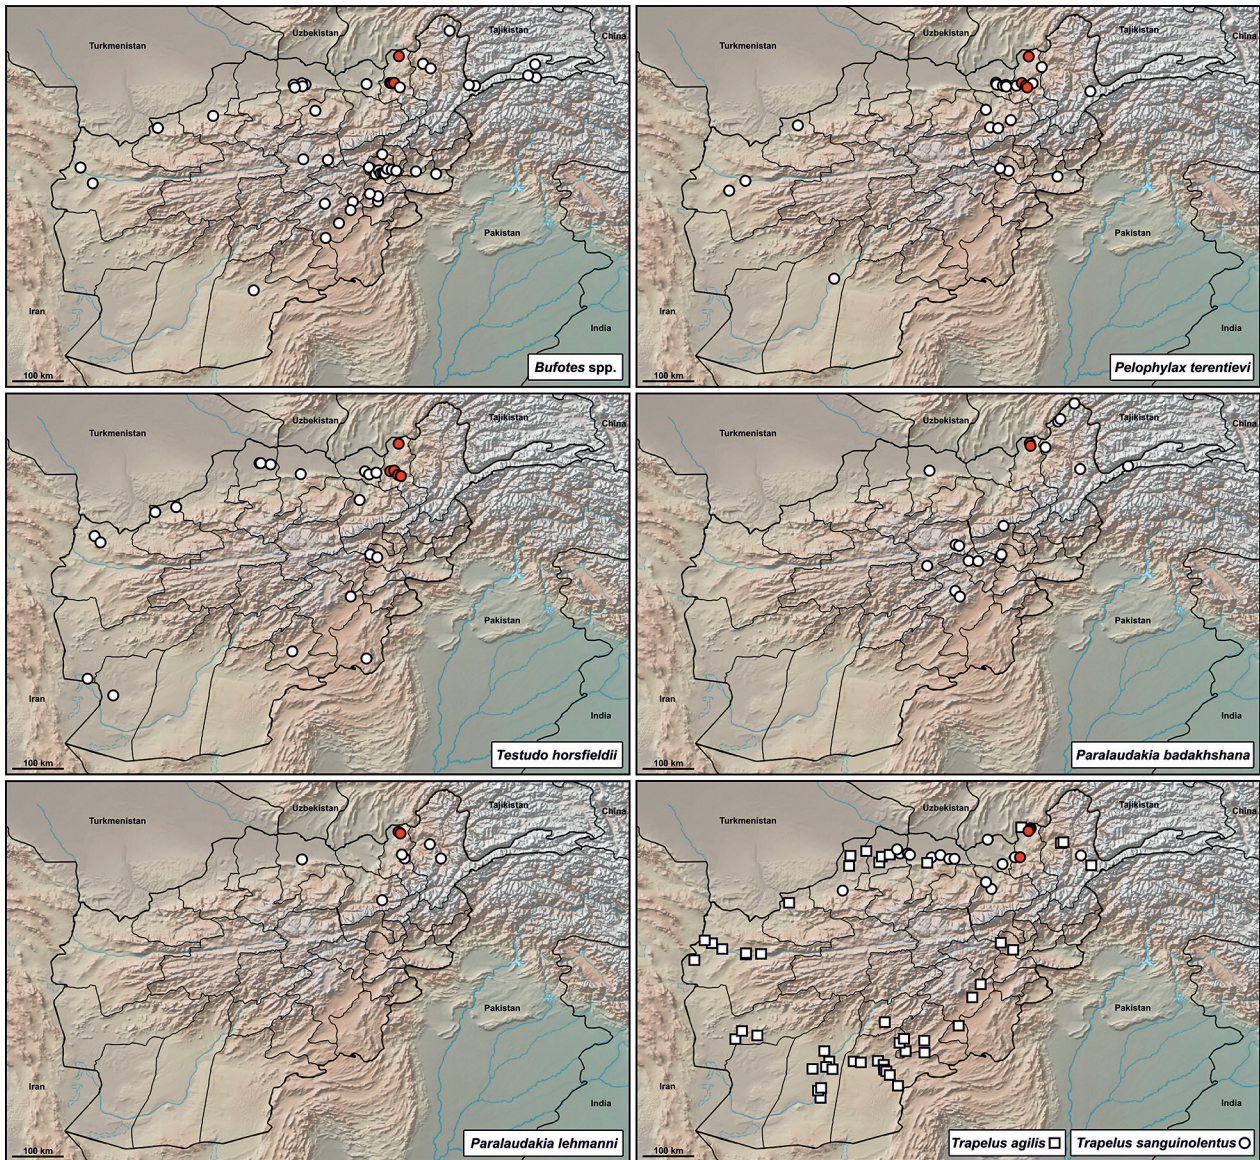 Turkmenistan
Uzbekistan
Tajikistan
China
Pakistan
Iran
India
100 km
Bufotes spp.
Turkmenistan
Uzbekistan
Tajikistan
China
Pakistan
Iran
India
100 km
Pelophylax terentievi
Turkmenistan
Uzbekistan
Tajikistan
China
Pakistan
Iran
India
100 km
Testudo horsfieldii
Turkmenistan
Uzbekistan
Tajikistan
China
Pakistan
Iran
India
100 km
Paralaudakia badakhshana
Turkmenistan
Uzbekistan
Tajikistan
China
Pakistan
Iran
India
100 km
Paralaudakia lehmanni
Turkmenistan
Uzbekistan
Tajikistan
China
Pakistan
Iran
India
100 km
Trapelus agilis
Trapelus sanguinolentus